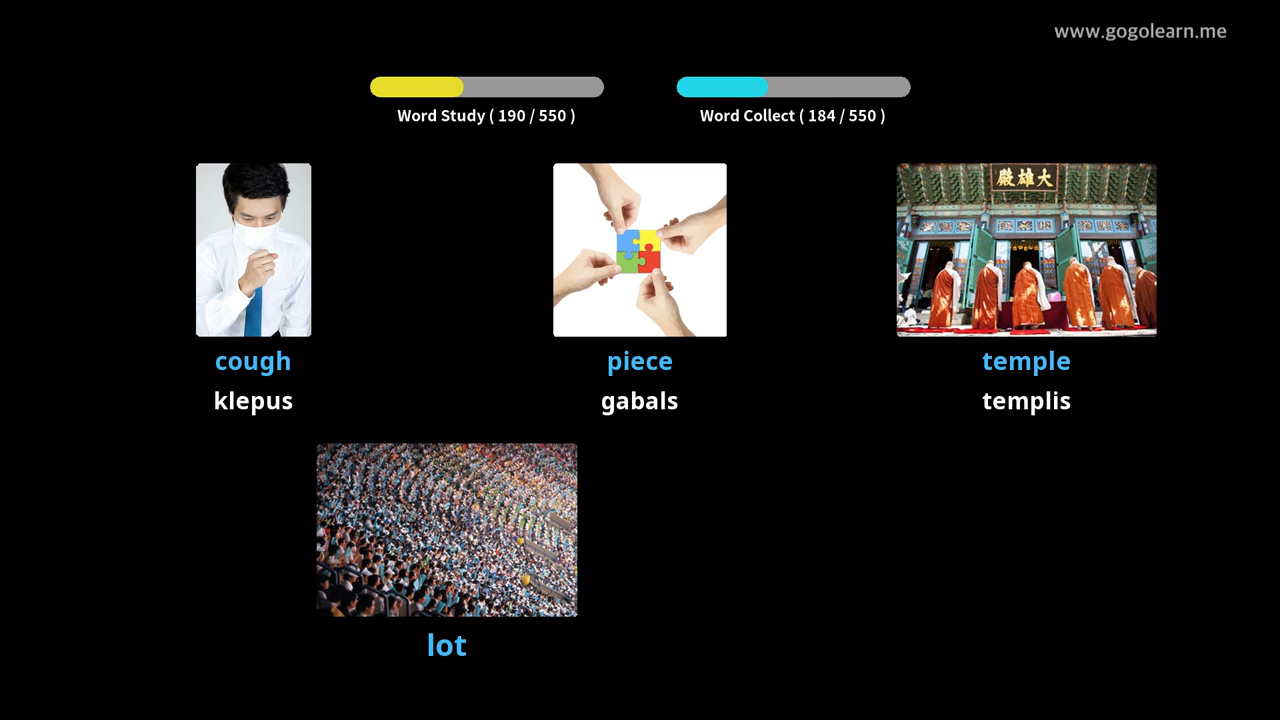 www.gogolearn.me
Word Study ( 190 / 550 )
Word Collect ( 184 / 550 )
大雄殿
cough
klepus
piece
gabals
temple
templis
lot